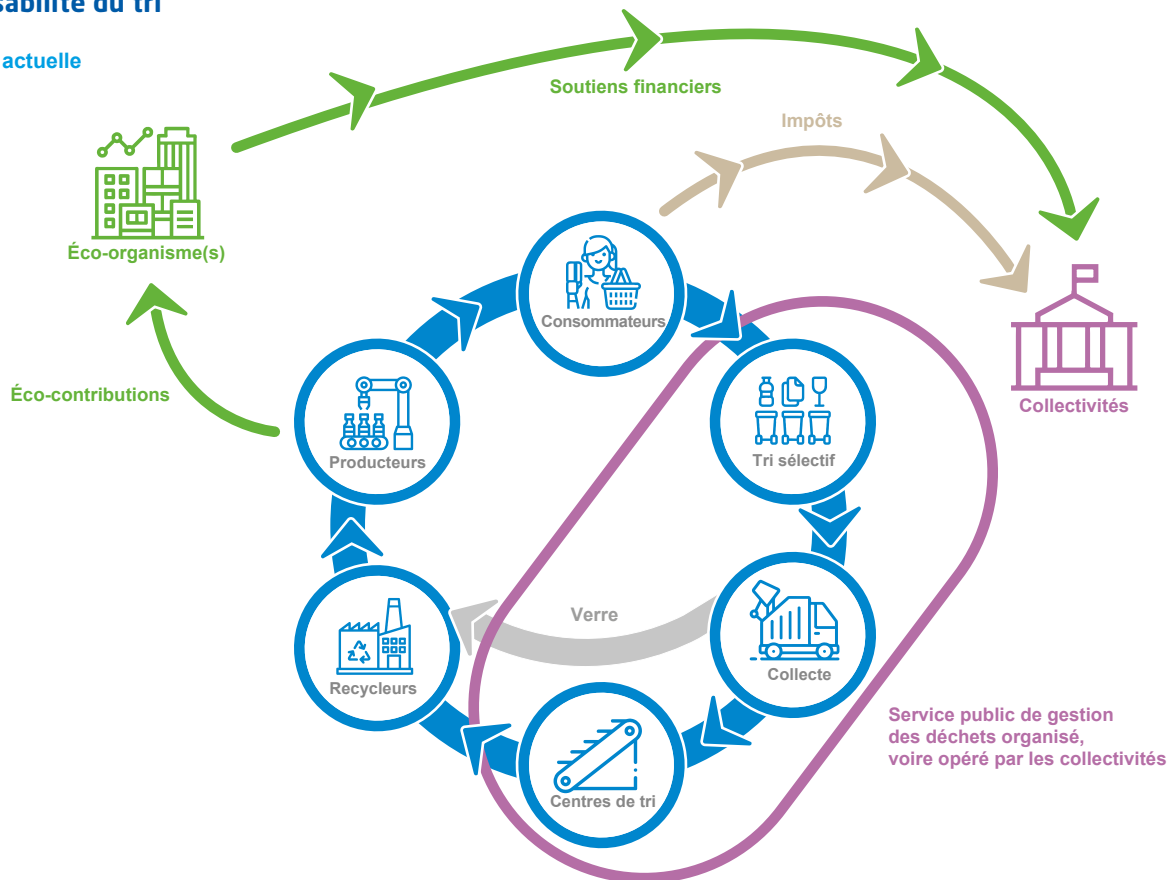 sabilité du tri
actuelle
Soutiens financiers
Impôts
Éco-organisme(s)
Consommateurs
Éco-contributions
Collectivités
Producteurs
Tri sélectif
Verre
Recycleurs
Collecte
Service public de gestion
des déchets organisé,
voire opéré par les collectivités
Centres de tri